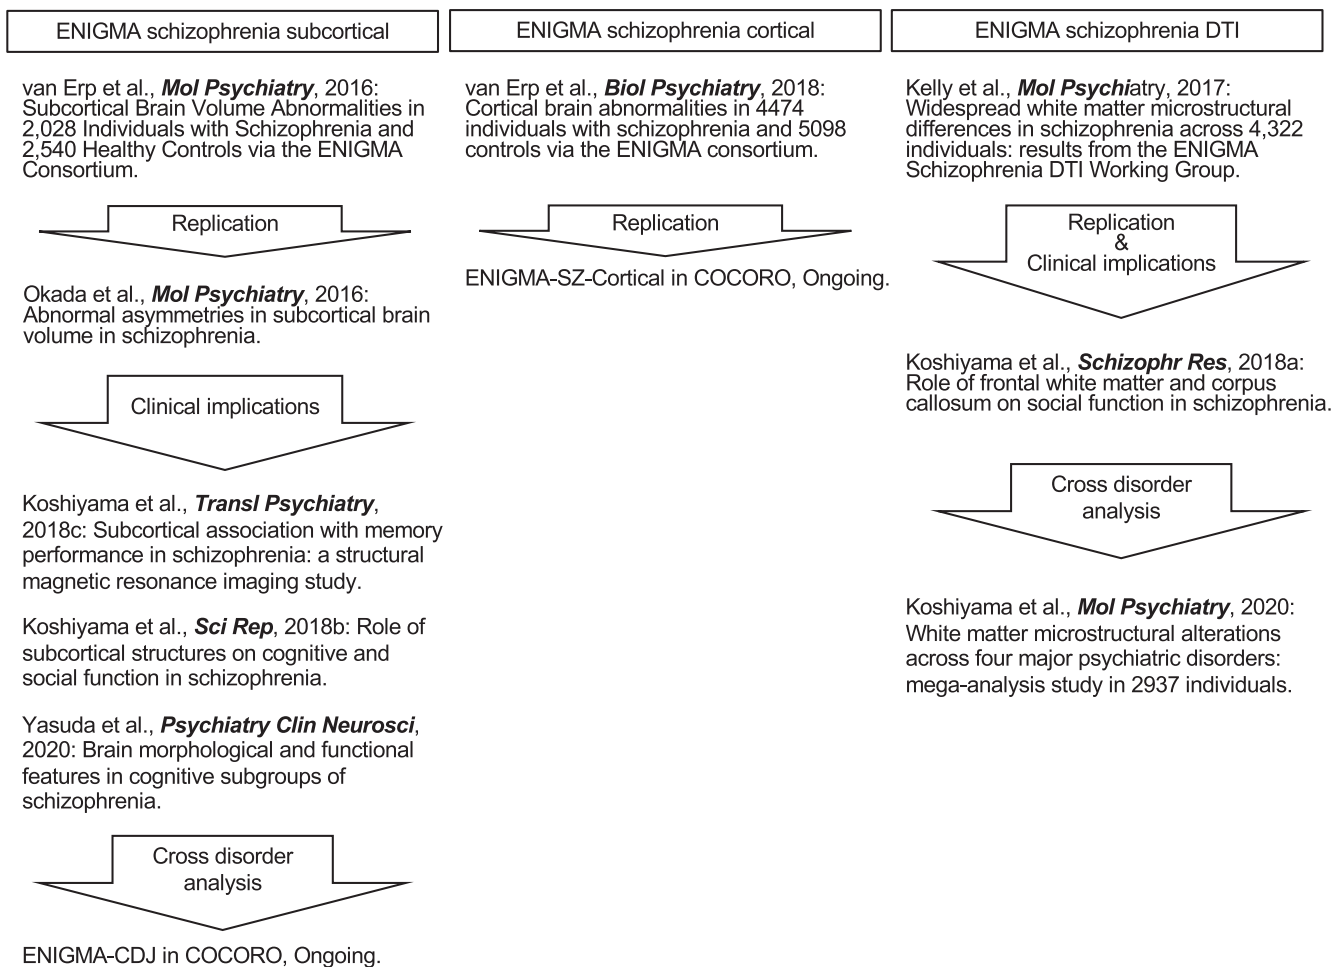 ENIGMA schizophrenia subcortical
van Erp et al., Mol Psychiatry, 2016:
Subcortical Brain Volume Abnormalities in
2,028 Individuals with Schizophrenia and
2,540 Healthy Controls via the ENIGMA
Consortium.
Replication
Okada et al., Mol Psychiatry, 2016:
Abnormal asymmetries in subcortical brain
volume in schizophrenia.
Clinical implications
Koshiyama et al., Transl Psychiatry,
2018c: Subcortical association with memory
performance in schizophrenia: a structural
magnetic resonance imaging study.
Koshiyama et al., Sci Rep, 2018b: Role of
subcortical structures on cognitive and
social function in schizophrenia.
Yasuda et al., Psychiatry Clin Neurosci,
2020: Brain morphological and functional
features in cognitive subgroups of
schizophrenia.
Cross disorder
analysis
ENIGMA-CDJ in COCORO, Ongoing.
ENIGMA schizophrenia cortical
van Erp et al., Biol Psychiatry, 2018:
Cortical brain abnormalities in 4474
individuals with schizophrenia and 5098
controls via the ENIGMA consortium.
Replication
ENIGMA-SZ-Cortical in COCORO, Ongoing.
ENIGMA schizophrenia DTI
Kelly et al., Mol Psychiatry, 2017:
Widespread white matter microstructural
differences in schizophrenia across 4,322
individuals: results from the ENIGMA
Schizophrenia DTI Working Group.
Replication
&
Clinical implications
Koshiyama et al., Schizophr Res, 2018a:
Role of frontal white matter and corpus
callosum on social function in schizophrenia.
Cross disorder
analysis
Koshiyama et al., Mol Psychiatry, 2020:
White matter microstructural alterations
across four major psychiatric disorders:
mega-analysis study in 2937 individuals.